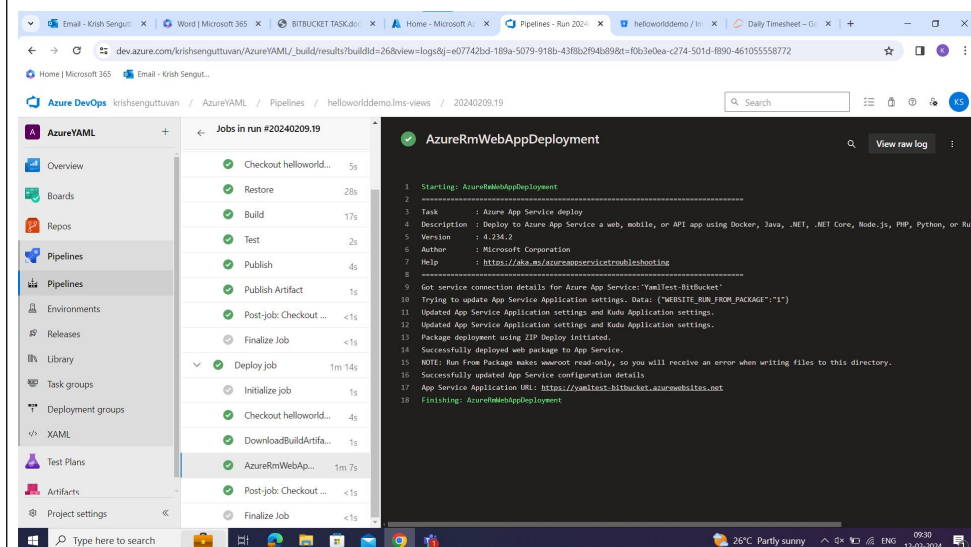 Email - Krish Sengutt
Word | Microsoft 365
BITBUCKET TASK.doc
Home - Microsoft Az
Pipelines - Run 2024
helloworlddemo / lm
Daily Timesheet – Ge
dev.azure.com/krishsenguttuvan/AzureYAML/_build/results?buildId=26&view=logs&j=e07742bd-189a-5079-918b-43f8b2f94b89&t=f0b3e0ea-c274-501d-f890-461055558772
K
Home | Microsoft 365
Email - Krish Sengut...
Azure DevOps krishsenguttuvan / AzureYAML / Pipelines / helloworlddemo.lms-views / 20240209.19
Search
KS
A AzureYAML +
Overview
Boards
Repos
Pipelines
Pipelines
Environments
Releases
Library
Task groups
Deployment groups
XAML
Test Plans
Artifacts
Project settings
Jobs in run #20240209.19
Checkout helloworld... 5s
Restore 28s
Build 17s
Test 2s
Publish 4s
Publish Artifact 1s
Post-job: Checkout ... <1s
Finalize Job <1s
Deploy job 1m 14s
Initialize job 1s
Checkout helloworld... 4s
DownloadBuildArtifa... 1s
AzureRmWebAp... 1m 7s
Post-job: Checkout ... <1s
Finalize Job <1s
AzureRmWebAppDeployment
View raw log
1 Starting: AzureRmWebAppDeployment
2 ==============================================================================
3 Task : Azure App Service deploy
4 Description : Deploy to Azure App Service a web, mobile, or API app using Docker, Java, .NET, .NET Core, Node.js, PHP, Python, or Ru
5 Version : 4.234.2
6 Author : Microsoft Corporation
7 Help : https://aka.ms/azureappservicetroubleshooting
8 ==============================================================================
9 Got service connection details for Azure App Service:'YamlTest-BitBucket'
10 Trying to update App Service Application settings. Data: {"WEBSITE_RUN_FROM_PACKAGE":"1"}
11 Updated App Service Application settings and Kudu Application settings.
12 Updated App Service Application settings and Kudu Application settings.
13 Package deployment using ZIP Deploy initiated.
14 Successfully deployed web package to App Service.
15 NOTE: Run From Package makes wwwroot read-only, so you will receive an error when writing files to this directory.
16 Successfully updated App Service configuration details
17 App Service Application URL: https://yamltest-bitbucket.azurewebsites.net
18 Finishing: AzureRmWebAppDeployment
Type here to search
26°C Partly sunny
ENG
09:30
12-02-2024